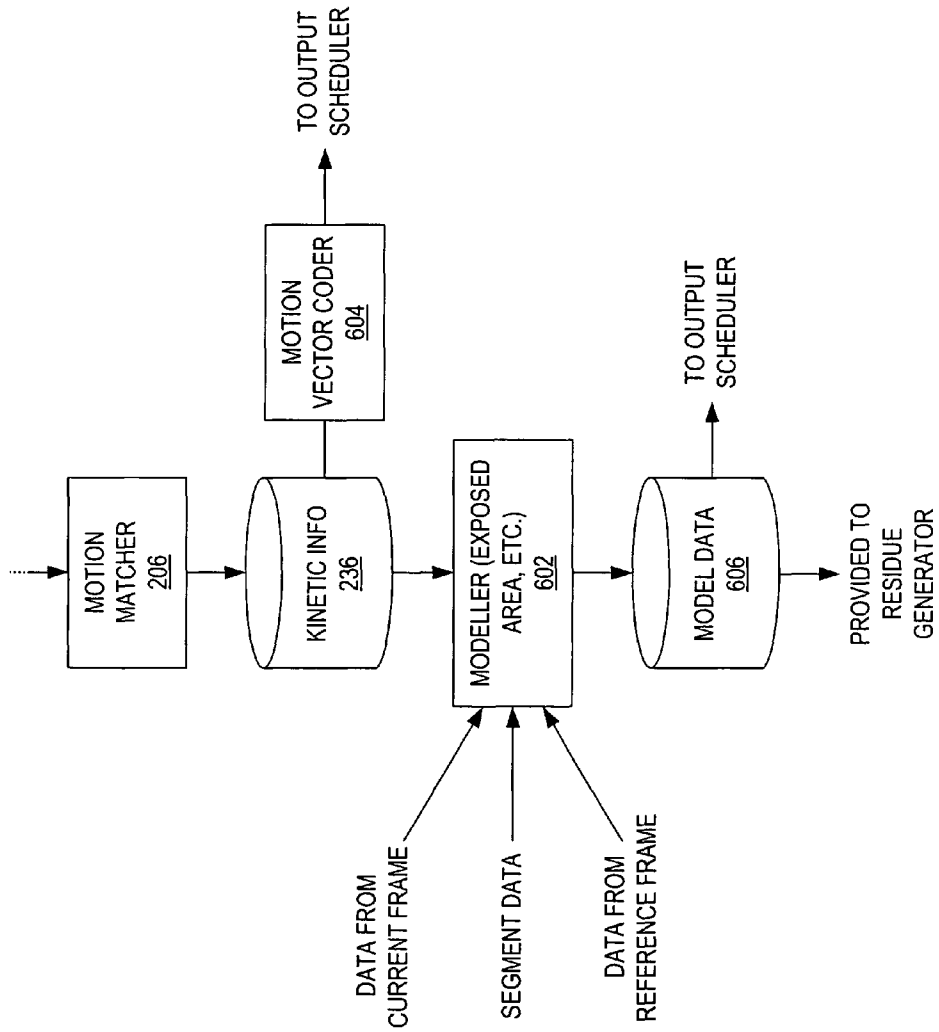 MOTION
MATCHER
206
KINETIC INFO
236
MOTION
VECTOR CODER
604
TO OUTPUT
SCHEDULER
DATA FROM
CURRENT FRAME
SEGMENT DATA
DATA FROM
REFERENCE FRAME
MODELLER (EXPOSED
AREA, ETC.)
602
MODEL DATA
606
TO OUTPUT
SCHEDULER
PROVIDED TO
RESIDUE
GENERATOR